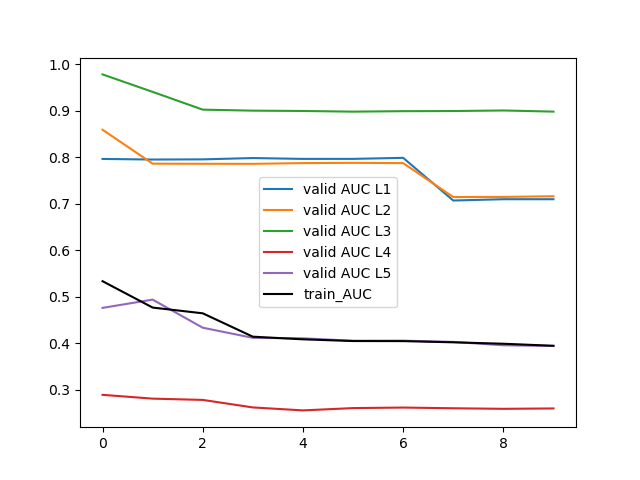 1.0
0.9
0.8
0.7
0.6
0.5
0.4
0.3
valid AUC L1
valid AUC L2
valid AUC L3
valid AUC L4
valid AUC L5
train_AUC
0 2 4 6 8